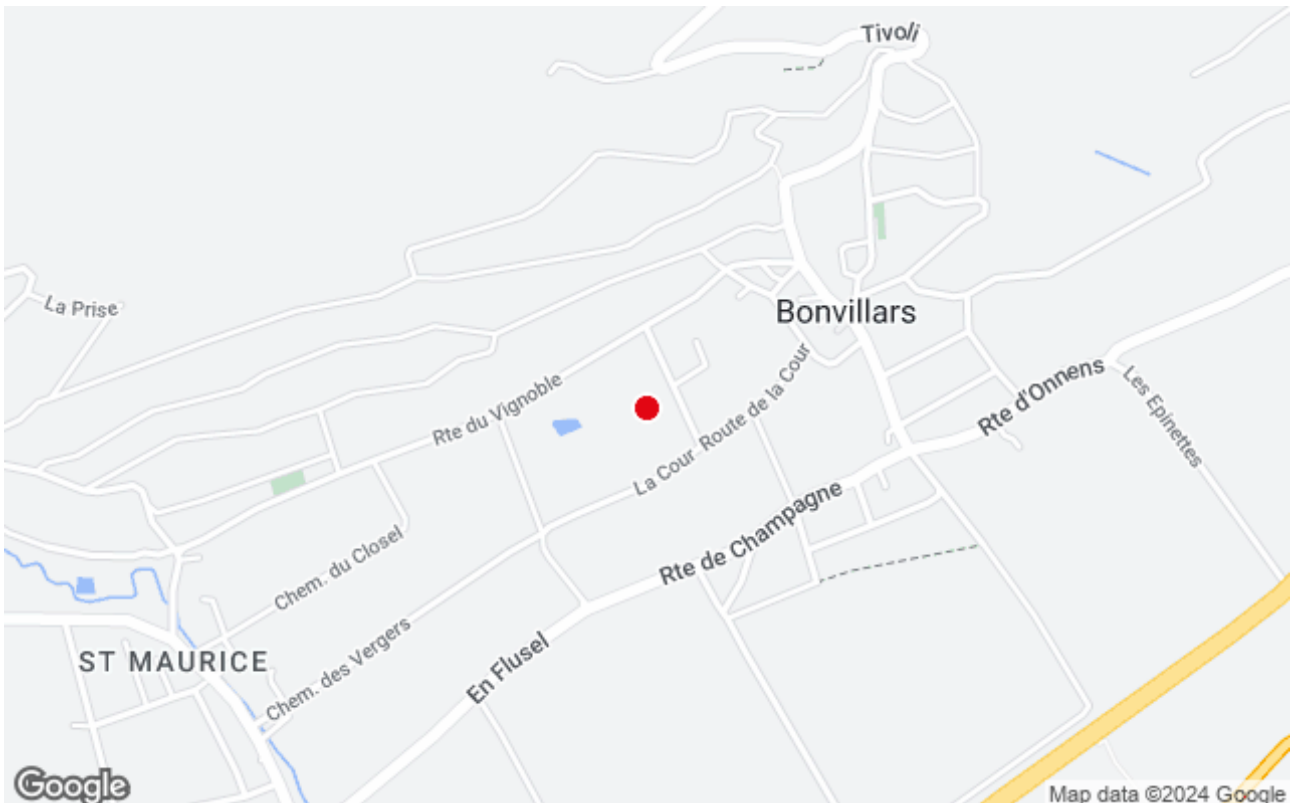 Tivoli
La Prise
Bonvillars
Rte d'Onnens
Les Epinettes
Rte du Vignoble
Route de la Cour
La Cour
Rte de Champagne
Chem. du Closel
ST MAURICE
Chem. des Vergers
En Flusel
Google
Map data ©2024 Google